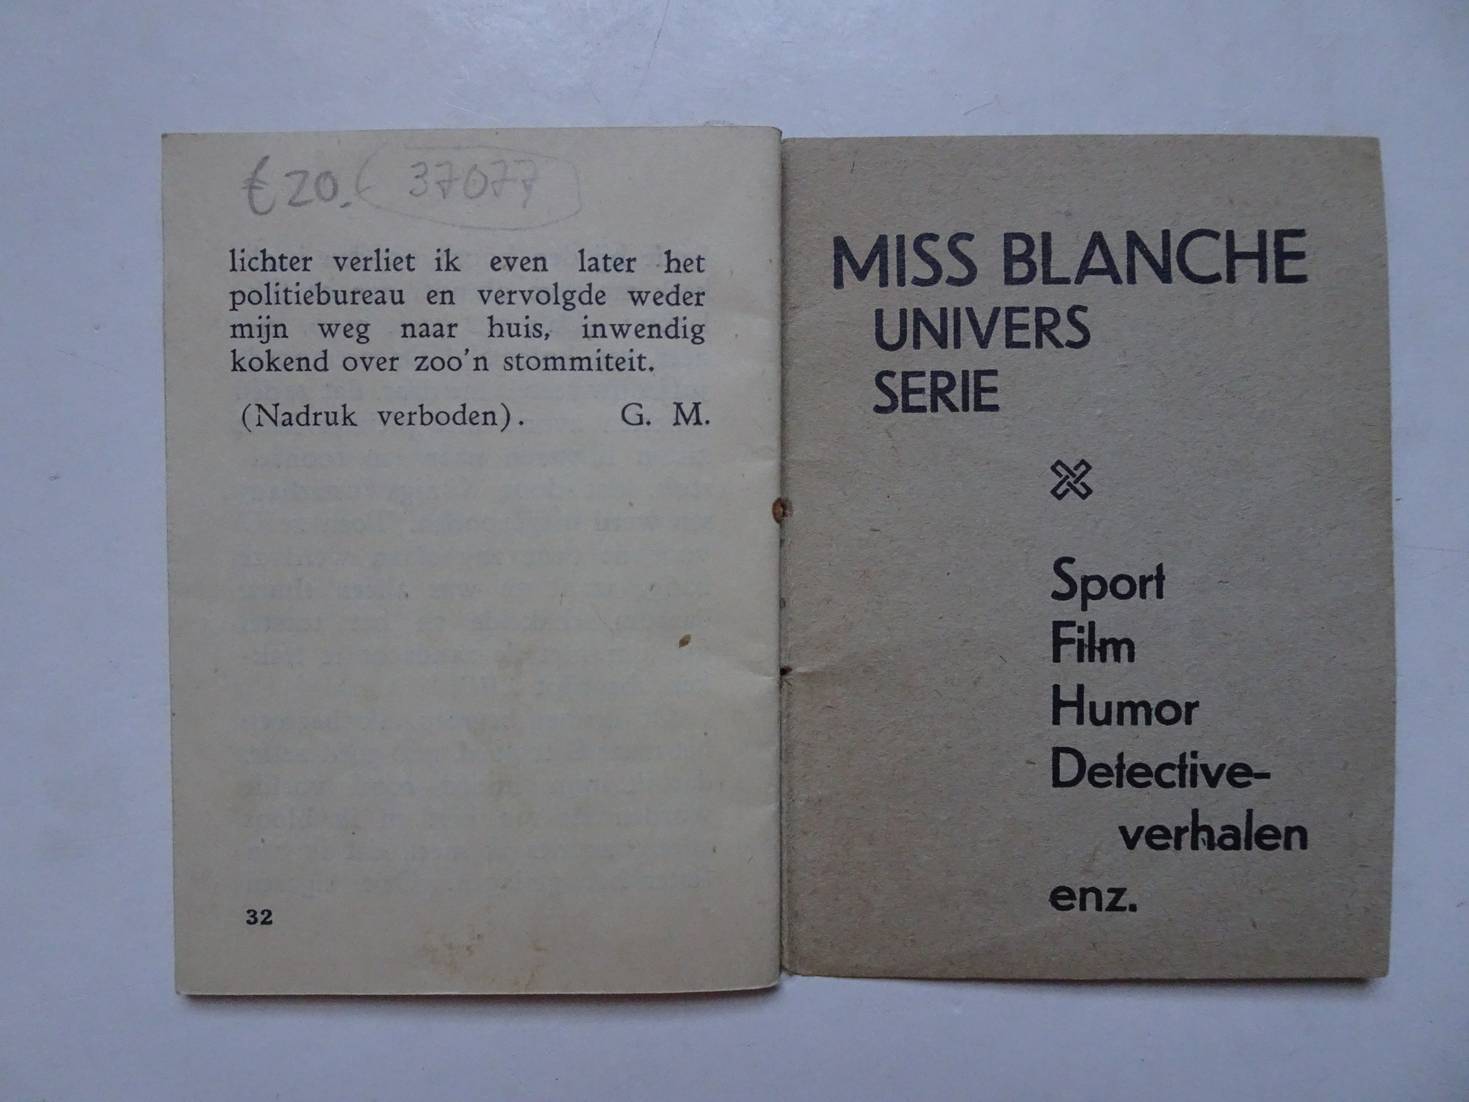 € 20.
37077
lichter verliet ik even later het
politiebureau en vervolgde weder
mijn weg naar huis, inwendig
kokend over zoo'n stommiteit.
(Nadruk verboden). G. M.
32
MISS BLANCHE
UNIVERS
SERIE
Sport
Film
Humor
Detective-
verhalen
enz.